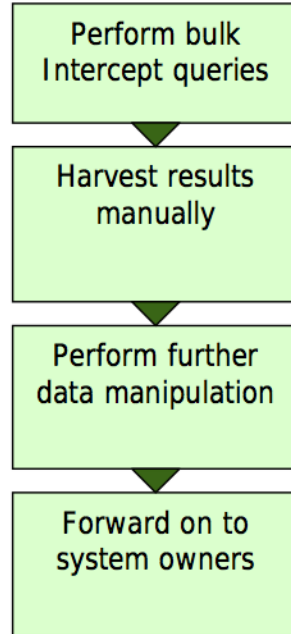 Perform bulk
Intercept queries
Harvest results
manually
Perform further
data manipulation
Forward on to
system owners